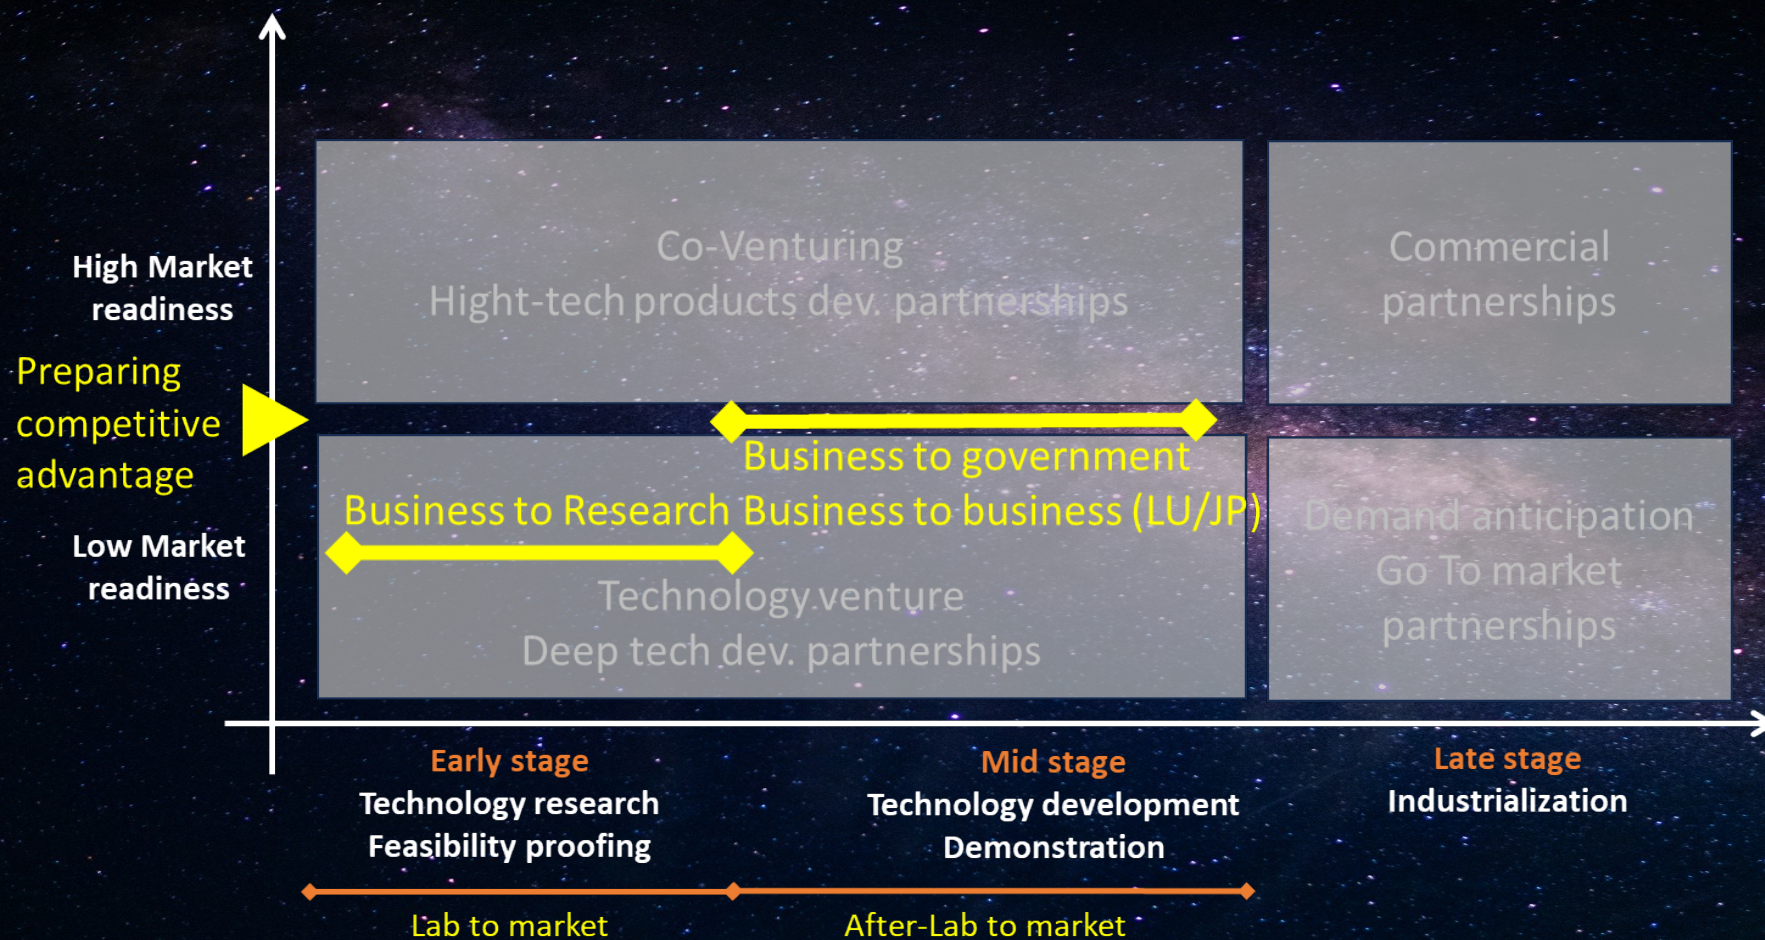 High Market
readiness
Preparing
competitive
advantage
Low Market
readiness
Co-Venturing
Hight-tech products dev. partnerships
Commercial
partnerships
Business to government
Business to Research
Business to business (LU/JP)
Technology venture
Deep tech dev. partnerships
Demand anticipation
Go To market
partnerships
Early stage
Technology research
Feasibility proofing
Mid stage
Technology development
Demonstration
Late stage
Industrialization
Lab to market
After-Lab to market